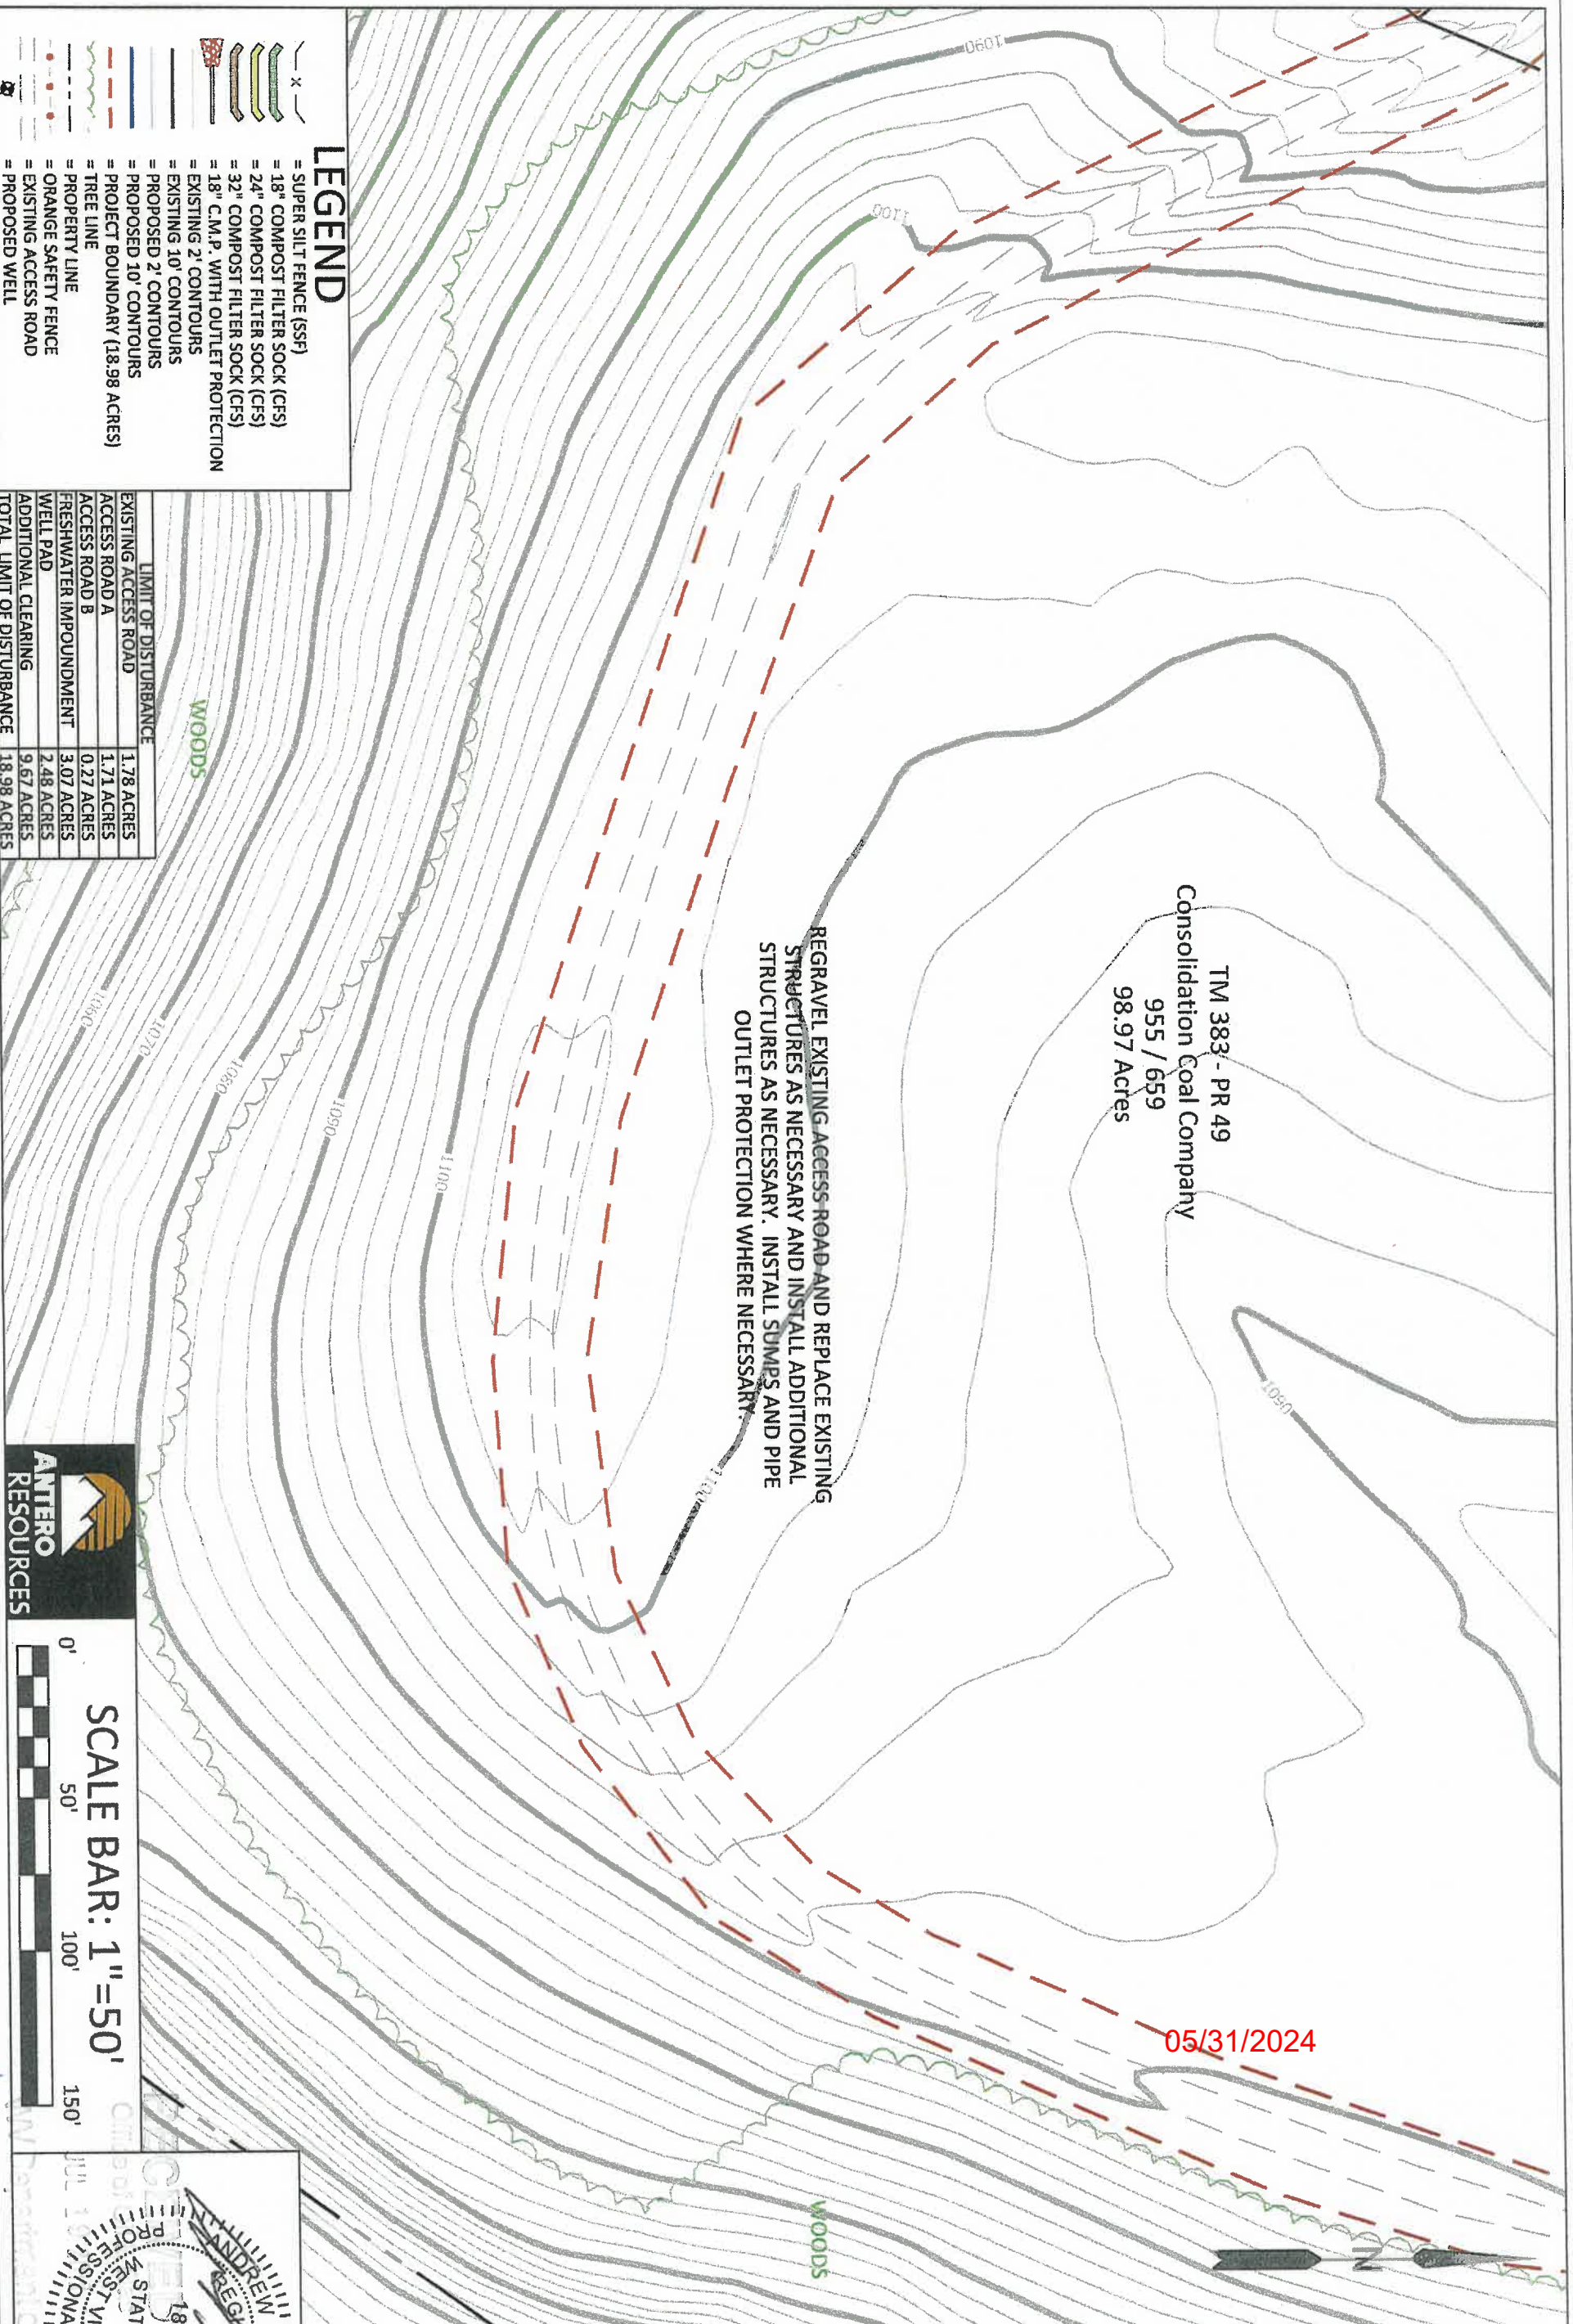 1090
1100
TM 383 - PR 49
Consolidation Coal Company
955 / 659
98.97 Acres
REGRAVEL EXISTING ACCESS ROAD AND REPLACE EXISTING
STRUCTURES AS NECESSARY AND INSTALL ADDITIONAL
STRUCTURES AS NECESSARY. INSTALL SUMPS AND PIPE
OUTLET PROTECTION WHERE NECESSARY.
1090
1100
1100
1090
1080
1070
1060
WOODS
WOODS
05/31/2024
N
LEGEND
x
= SUPER SILT FENCE (SSF)
= 18" COMPOST FILTER SOCK (CFS)
= 24" COMPOST FILTER SOCK (CFS)
= 32" COMPOST FILTER SOCK (CFS)
= 18" C.M.P. WITH OUTLET PROTECTION
= EXISTING 2' CONTOURS
= EXISTING 10' CONTOURS
= PROPOSED 2' CONTOURS
= PROPOSED 10' CONTOURS
= PROJECT BOUNDARY (18.98 ACRES)
= TREE LINE
= PROPERTY LINE
= ORANGE SAFETY FENCE
= EXISTING ACCESS ROAD
= PROPOSED WELL
LIMIT OF DISTURBANCE
EXISTING ACCESS ROAD 1.78 ACRES
ACCESS ROAD A 1.71 ACRES
ACCESS ROAD B 0.27 ACRES
FRESHWATER IMPOUNDMENT 3.07 ACRES
WELL PAD 2.48 ACRES
ADDITIONAL CLEARING 9.67 ACRES
TOTAL LIMIT OF DISTURBANCE 18.98 ACRES
ANTERO
RESOURCES
SCALE BAR: 1"=50'
0' 50' 100' 150'
ANDREW
18